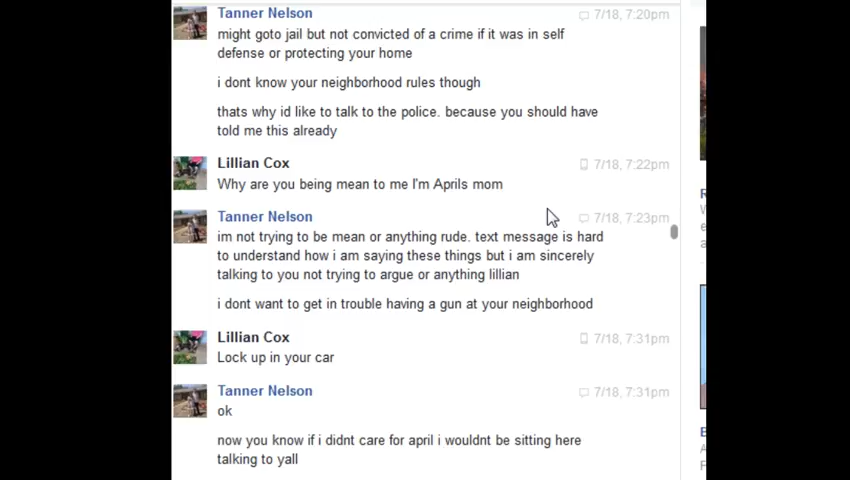 Tanner Nelson 7/18, 7:20pm
might goto jail but not convicted of a crime if it was in self
defense or protecting your home
i dont know your neighborhood rules though
thats why id like to talk to the police. because you should have
told me this already
Lillian Cox 7/18, 7:22pm
Why are you being mean to me I'm Aprils mom
Tanner Nelson 7/18, 7:23pm
im not trying to be mean or anything rude. text message is hard
to understand how i am saying these things but i am sincerely
talking to you not trying to argue or anything lillian
i dont want to get in trouble having a gun at your neighborhood
Lillian Cox 7/18, 7:31pm
Lock up in your car
Tanner Nelson 7/18, 7:31pm
ok
now you know if i didnt care for april i wouldnt be sitting here
talking to yall